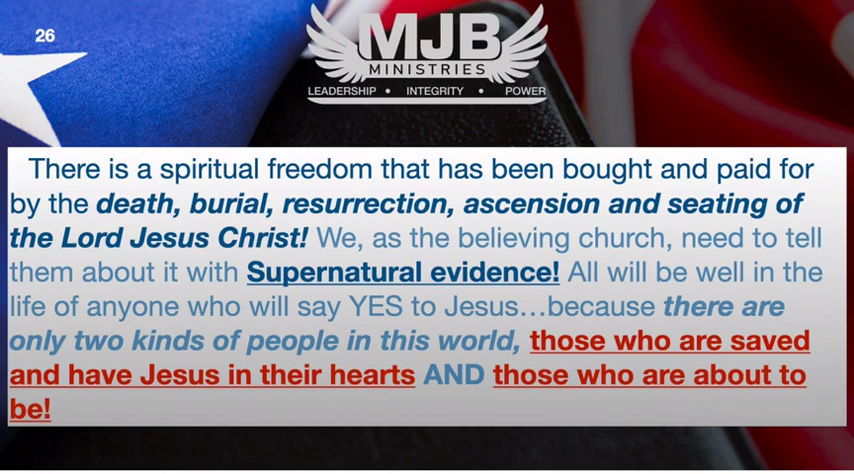 26
MJB
MINISTRIES
LEADERSHIP • INTEGRITY • POWER
There is a spiritual freedom that has been bought and paid for
by the death, burial, resurrection, ascension and seating of
the Lord Jesus Christ! We, as the believing church, need to tell
them about it with Supernatural evidence! All will be well in the
life of anyone who will say YES to Jesus...because there are
only two kinds of people in this world, those who are saved
and have Jesus in their hearts AND those who are about to
be!